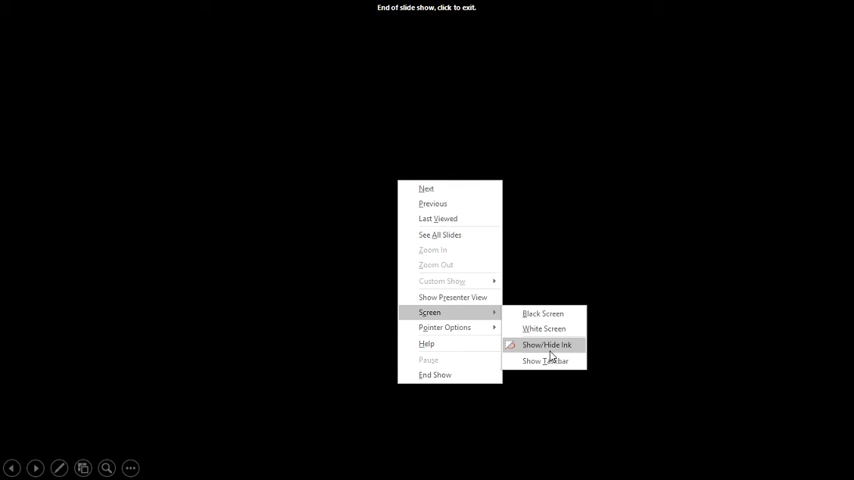 End of slide show, click to exit.
Next
Previous
Last Viewed
See All Slides
Zoom In
Zoom Out
Custom Show
Show Presenter View
Screen
Pointer Options
Help
Pause
End Show
Black Screen
White Screen
Show/Hide Ink
Show Taskbar